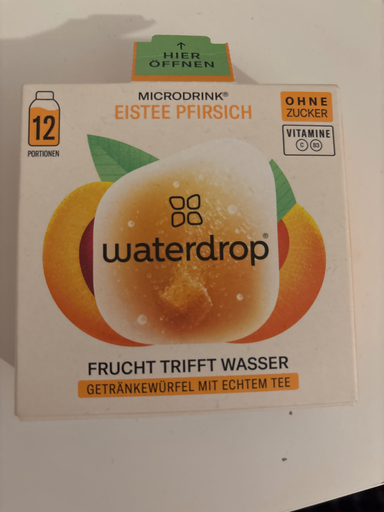 ↑
HIER
ÖFFNEN
MICRODRINK®
EISTEE PFIRSICH
12
PORTIONEN
OHNE
ZUCKER
VITAMINE
C B3
waterdrop®
FRUCHT TRIFFT WASSER
GETRÄNKEWÜRFEL MIT ECHTEM TEE